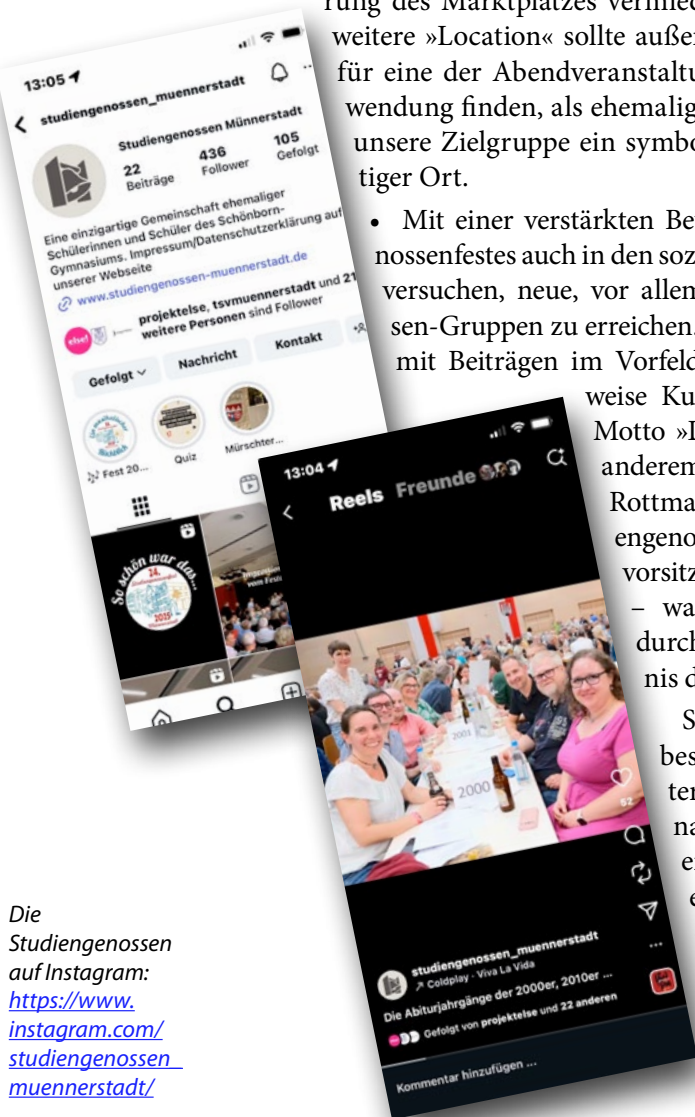 rung des Marktplatzes vermied
weitere »Location« sollte außer
für eine der Abendveranstaltu
wendung finden, als ehemalig
unsere Zielgruppe ein symbo
tiger Ort.
• Mit einer verstärkten Be
nossenfestes auch in den soz
versuchen, neue, vor allem
sen-Gruppen zu erreichen.
mit Beiträgen im Vorfeld
weise Ku
Motto »I
anderem
Rottma
engeno
vorsitz
– wa
durch
nis d
S
bes
ter
na
e
e
13:05
studiengenossen_muennerstadt
Studiengenossen Münnerstadt
22 436 105
Beiträge Follower Gefolgt
Eine einzigartige Gemeinschaft ehemaliger
Schülerinnen und Schüler des Schönborn-
Gymnasiums. Impressum/Datenschutzerklärung auf
unserer Webseite
www.studiengenossen-muennerstadt.de
else!
projektelse, tsvmuennerstadt und 21
weitere Personen sind Follower
Gefolgt Nachricht Kontakt
Fest 20... Quiz Mürschter...
So schön war das...
24.
2025
Impression
vom Fest
13:04
Reels Freunde
2001
2000
52
studiengenossen_muennerstadt
Coldplay · Viva La Vida
Die Abiturjahrgänge der 2000er, 2010er ...
Gefolgt von projektelse und 22 anderen
Kommentar hinzufügen ...
Die
Studiengenossen
auf Instagram:
https://www.
instagram.com/
studiengenossen_
muennerstadt/